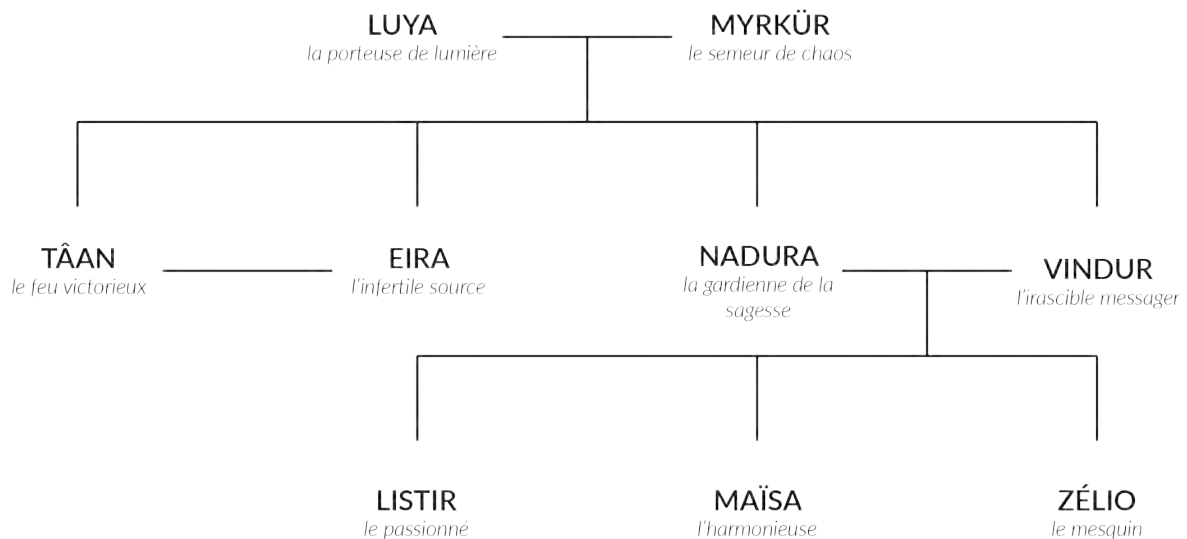 LUYA
la porteuse de lumière
MYRKÜR
le semeur de chaos
TÂAN
le feu victorieux
EIRA
l'infertile source
NADURA
la gardienne de la
sagesse
VINDUR
l'irascible messager
LISTIR
le passionné
MAÏSA
l'harmonieuse
ZÉLIO
le mesquin